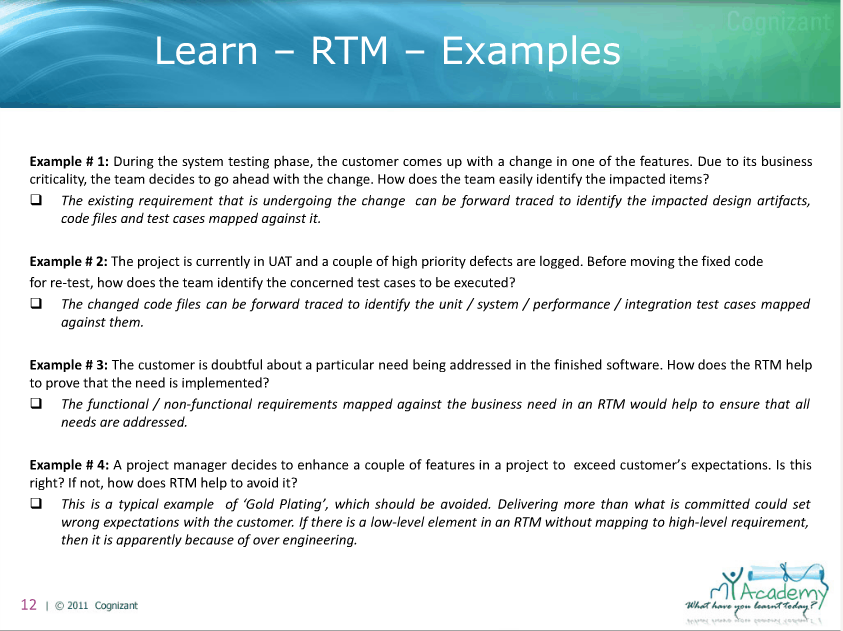 Cognizant
ACADEMY
Learn – RTM – Examples
Example # 1: During the system testing phase, the customer comes up with a change in one of the features. Due to its business
criticality, the team decides to go ahead with the change. How does the team easily identify the impacted items?
❑ The existing requirement that is undergoing the change can be forward traced to identify the impacted design artifacts,
code files and test cases mapped against it.
Example # 2: The project is currently in UAT and a couple of high priority defects are logged. Before moving the fixed code
for re-test, how does the team identify the concerned test cases to be executed?
❑ The changed code files can be forward traced to identify the unit / system / performance / integration test cases mapped
against them.
Example # 3: The customer is doubtful about a particular need being addressed in the finished software. How does the RTM help
to prove that the need is implemented?
❑ The functional / non-functional requirements mapped against the business need in an RTM would help to ensure that all
needs are addressed.
Example # 4: A project manager decides to enhance a couple of features in a project to exceed customer's expectations. Is this
right? If not, how does RTM help to avoid it?
❑ This is a typical example of 'Gold Plating', which should be avoided. Delivering more than what is committed could set
wrong expectations with the customer. If there is a low-level element in an RTM without mapping to high-level requirement,
then it is apparently because of over engineering.
12 | © 2011 Cognizant
myAcademy
What have you learnt today?